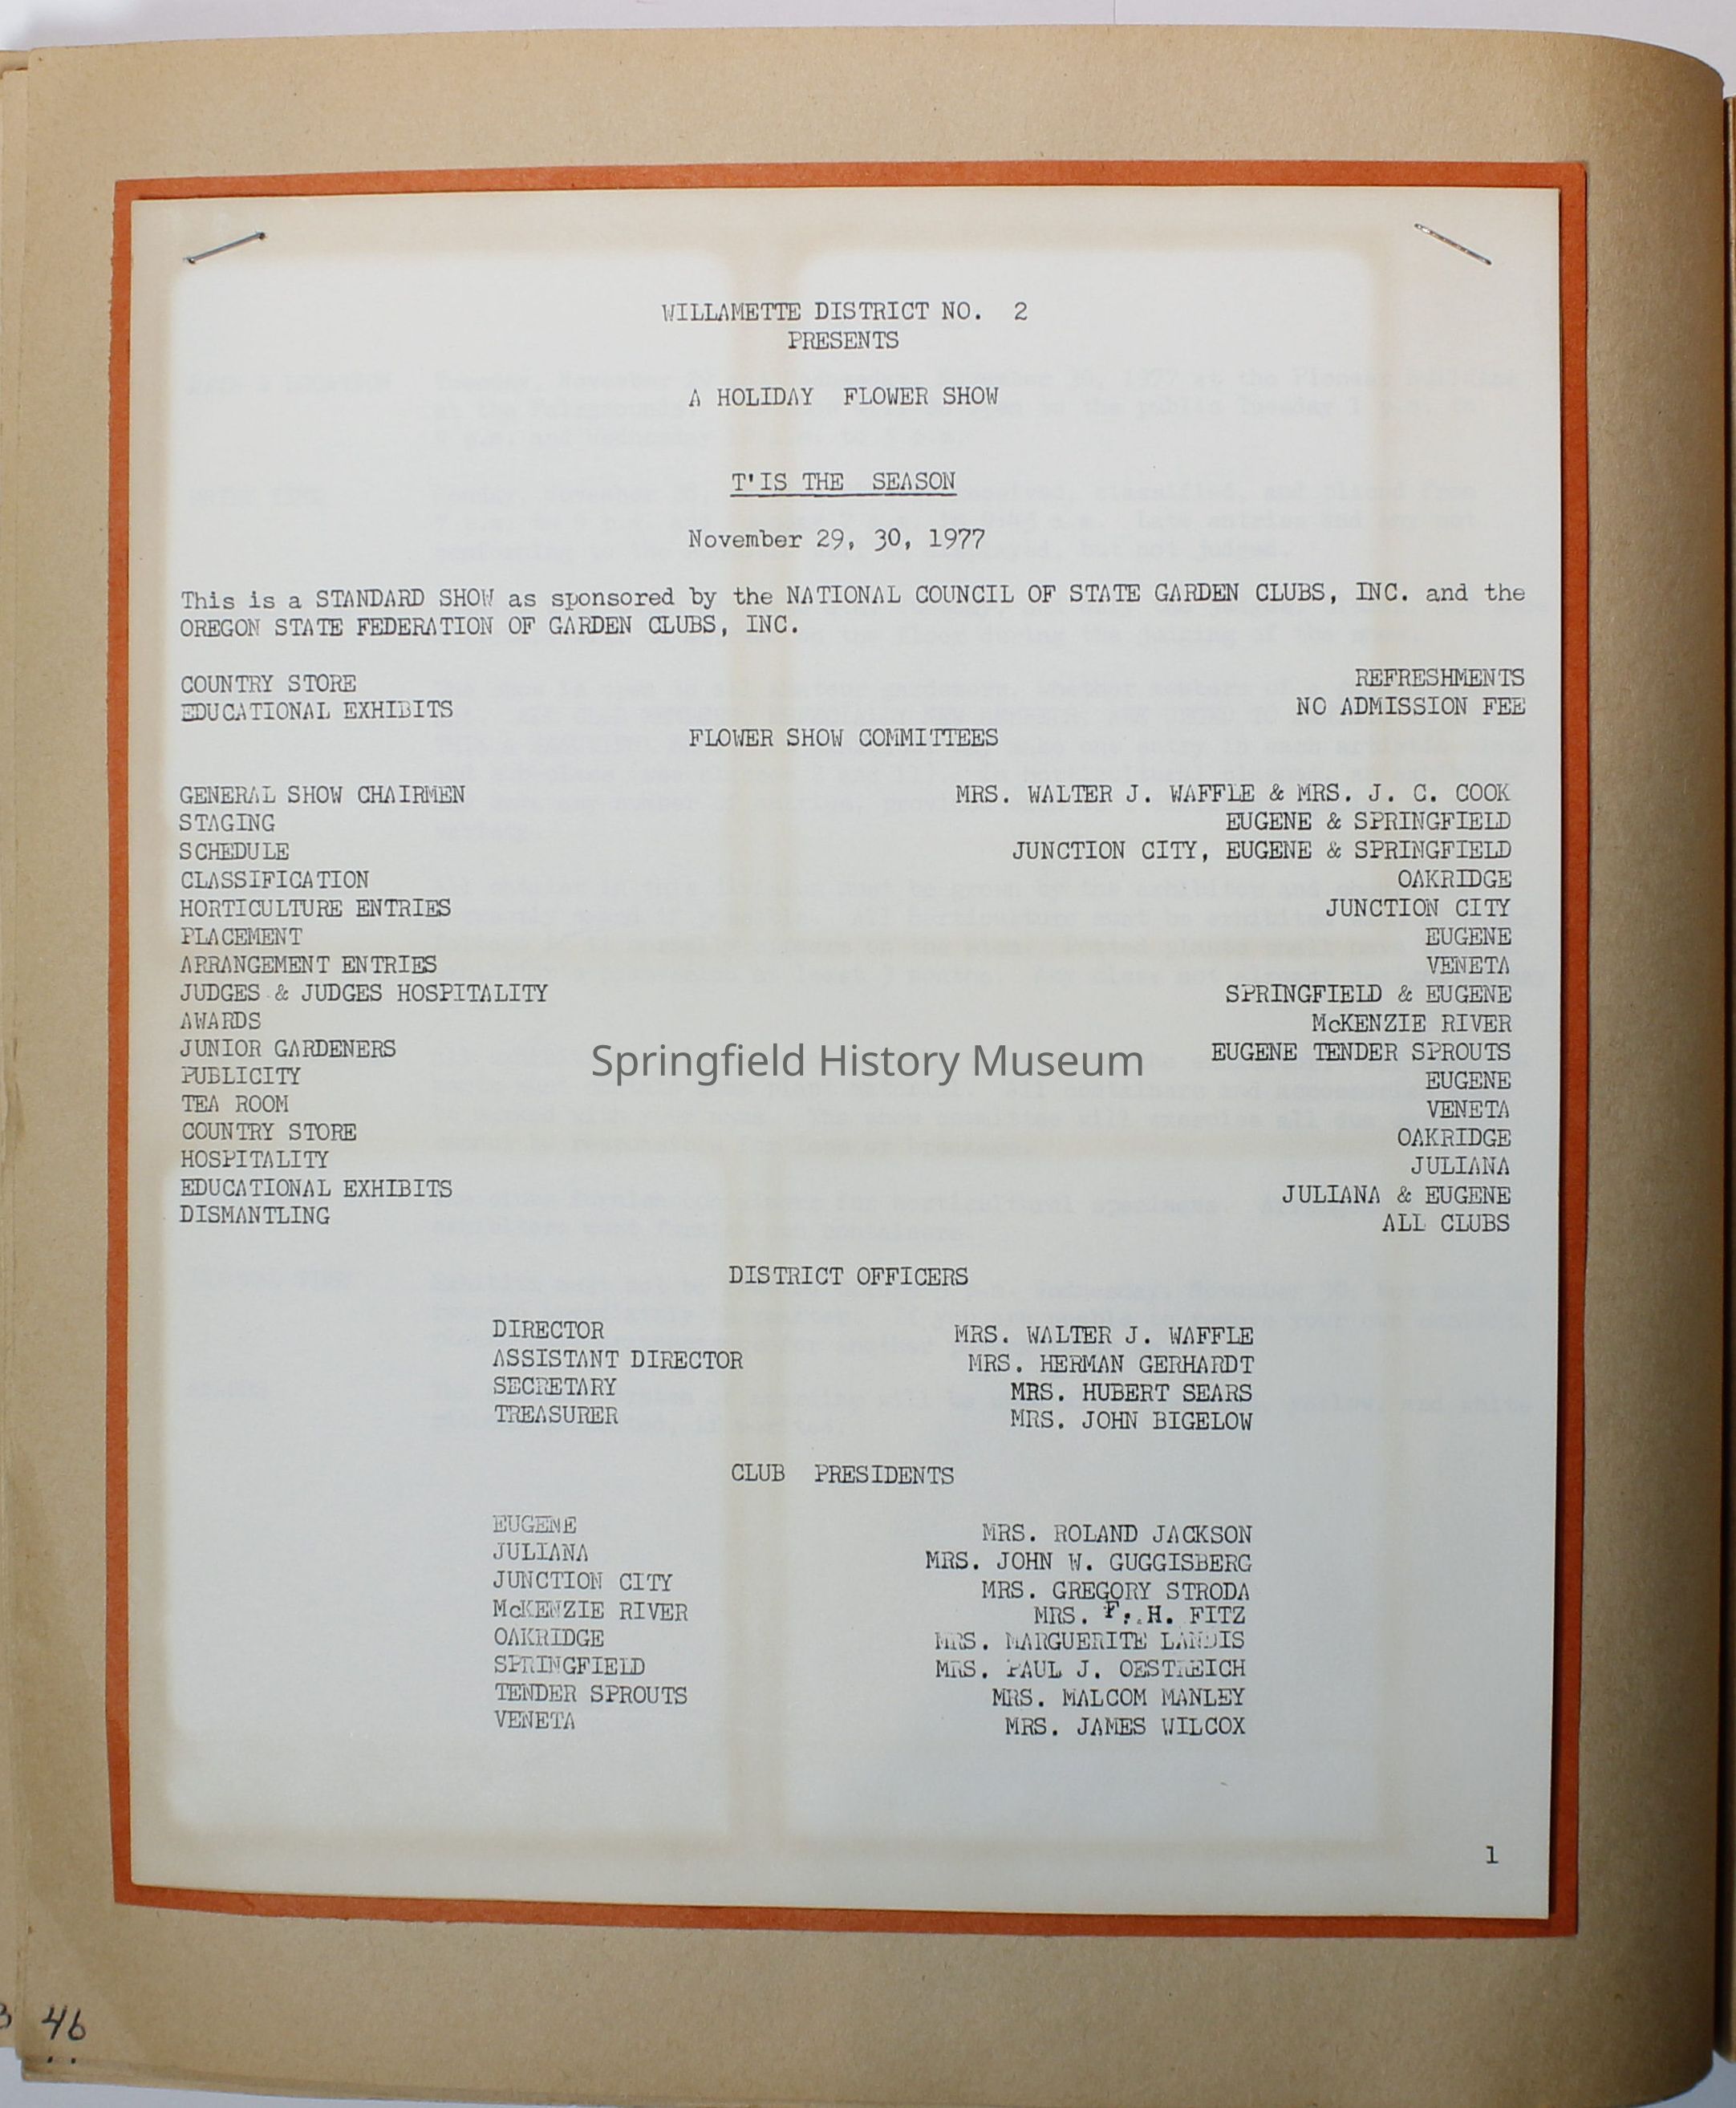 WILLAMETTE DISTRICT NO. 2
PRESENTS
A HOLIDAY FLOWER SHOW
T'IS THE SEASON
November 29, 30, 1977
This is a STANDARD SHOW as sponsored by the NATIONAL COUNCIL OF STATE GARDEN CLUBS, INC. and the
OREGON STATE FEDERATION OF GARDEN CLUBS, INC.
COUNTRY STORE REFRESHMENTS
EDUCATIONAL EXHIBITS NO ADMISSION FEE
FLOWER SHOW COMMITTEES
GENERAL SHOW CHAIRMEN MRS. WALTER J. WAFFLE & MRS. J. C. COOK
STAGING EUGENE & SPRINGFIELD
SCHEDULE JUNCTION CITY, EUGENE & SPRINGFIELD
CLASSIFICATION OAKRIDGE
HORTICULTURE ENTRIES JUNCTION CITY
PLACEMENT EUGENE
ARRANGEMENT ENTRIES VENETA
JUDGES & JUDGES HOSPITALITY SPRINGFIELD & EUGENE
AWARDS McKENZIE RIVER
JUNIOR GARDENERS EUGENE TENDER SPROUTS
Springfield History Museum
PUBLICITY EUGENE
TEA ROOM VENETA
COUNTRY STORE OAKRIDGE
HOSPITALITY JULIANA
EDUCATIONAL EXHIBITS JULIANA & EUGENE
DISMANTLING ALL CLUBS
DISTRICT OFFICERS
DIRECTOR MRS. WALTER J. WAFFLE
ASSISTANT DIRECTOR MRS. HERMAN GERHARDT
SECRETARY MRS. HUBERT SEARS
TREASURER MRS. JOHN BIGELOW
CLUB PRESIDENTS
EUGENE MRS. ROLAND JACKSON
JULIANA MRS. JOHN W. GUGGISBERG
JUNCTION CITY MRS. GREGORY STRODA
McKENZIE RIVER MRS. F. H. FITZ
OAKRIDGE MRS. MARGUERITE LANDIS
SPRINGFIELD MRS. PAUL J. OESTREICH
TENDER SPROUTS MRS. MALCOM MANLEY
VENETA MRS. JAMES WILCOX
1
46